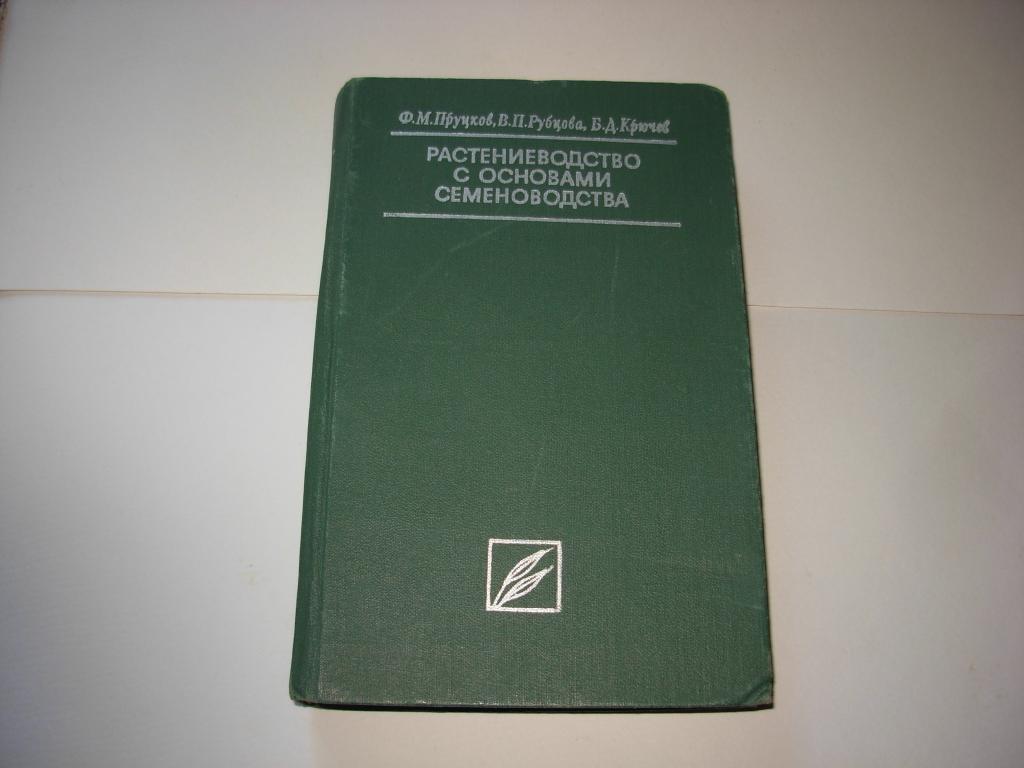 Ф.М.Пруцков, В.П.Рубцова, Б.Д.Крючев
РАСТЕНИЕВОДСТВО
С ОСНОВАМИ
СЕМЕНОВОДСТВА